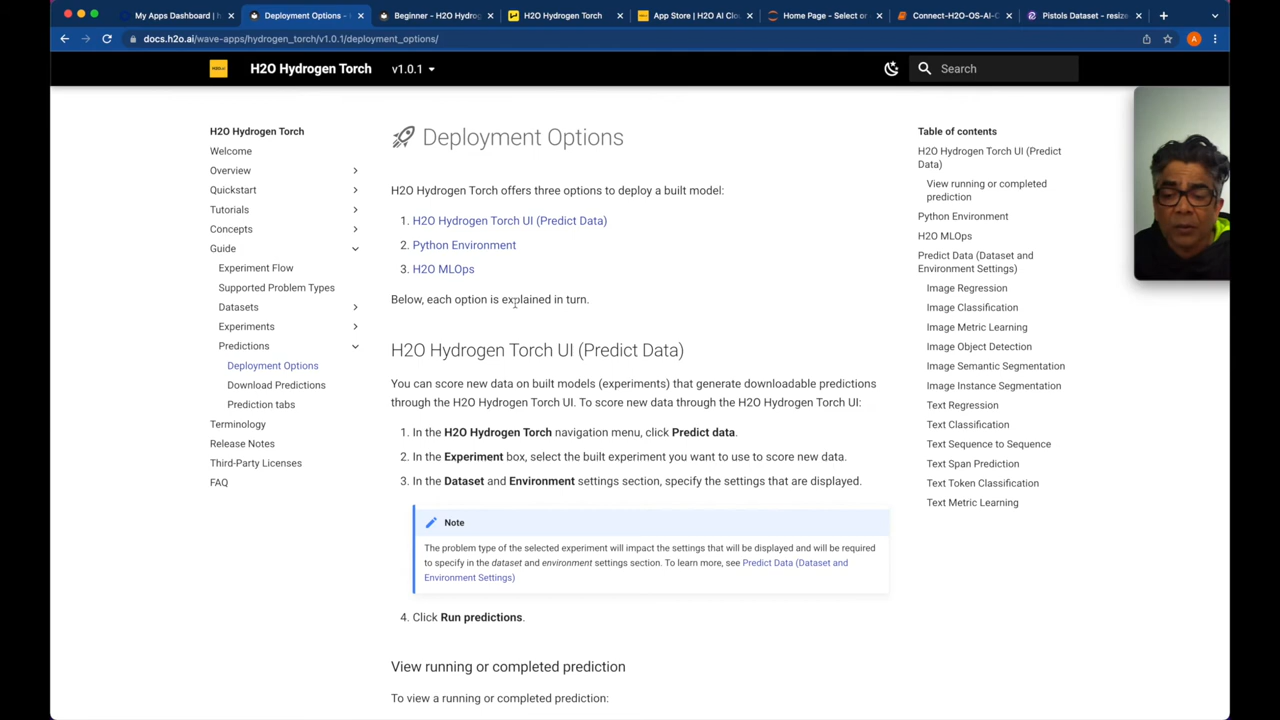 My Apps Dashboard | h
Deployment Options -
Beginner - H2O Hydrog
H2O Hydrogen Torch
App Store | H2O AI Clo
Home Page - Select or
Connect-H2O-OS-AI-C
Pistols Dataset - resize
docs.h2o.ai/wave-apps/hydrogen_torch/v1.0.1/deployment_options/
A
H2O.ai
H2O Hydrogen Torch
v1.0.1
Search
H2O Hydrogen Torch
Welcome
Overview
Quickstart
Tutorials
Concepts
Guide
Experiment Flow
Supported Problem Types
Datasets
Experiments
Predictions
Deployment Options
Download Predictions
Prediction tabs
Terminology
Release Notes
Third-Party Licenses
FAQ
Deployment Options
H2O Hydrogen Torch offers three options to deploy a built model:
1. H2O Hydrogen Torch UI (Predict Data)
2. Python Environment
3. H2O MLOps
Below, each option is explained in turn.
H2O Hydrogen Torch UI (Predict Data)
You can score new data on built models (experiments) that generate downloadable predictions
through the H2O Hydrogen Torch UI. To score new data through the H2O Hydrogen Torch UI:
1. In the H2O Hydrogen Torch navigation menu, click Predict data.
2. In the Experiment box, select the built experiment you want to use to score new data.
3. In the Dataset and Environment settings section, specify the settings that are displayed.
Note
The problem type of the selected experiment will impact the settings that will be displayed and will be required
to specify in the dataset and environment settings section. To learn more, see Predict Data (Dataset and
Environment Settings)
4. Click Run predictions.
View running or completed prediction
To view a running or completed prediction:
Table of contents
H2O Hydrogen Torch UI (Predict
Data)
View running or completed
prediction
Python Environment
H2O MLOps
Predict Data (Dataset and
Environment Settings)
Image Regression
Image Classification
Image Metric Learning
Image Object Detection
Image Semantic Segmentation
Image Instance Segmentation
Text Regression
Text Classification
Text Sequence to Sequence
Text Span Prediction
Text Token Classification
Text Metric Learning